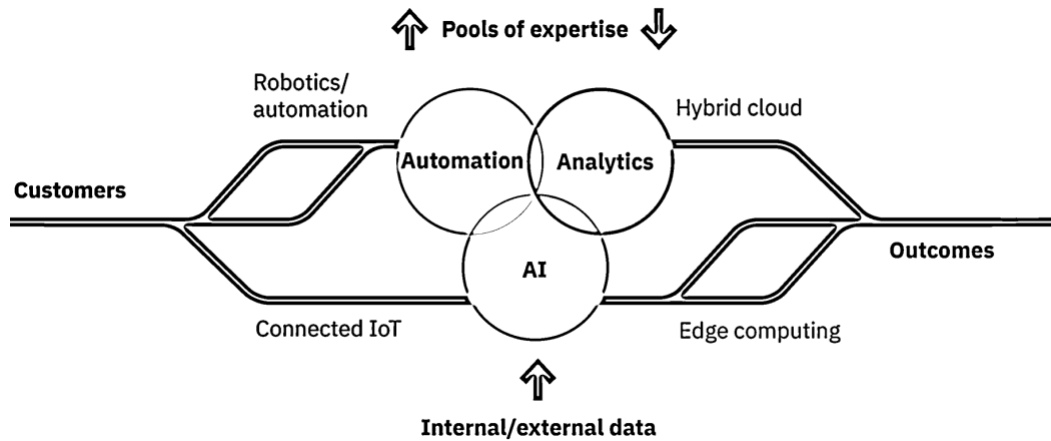 Pools of expertise
Robotics/
automation
Hybrid cloud
Automation
Analytics
Customers
Outcomes
AI
Connected IoT
Edge computing
Internal/external data